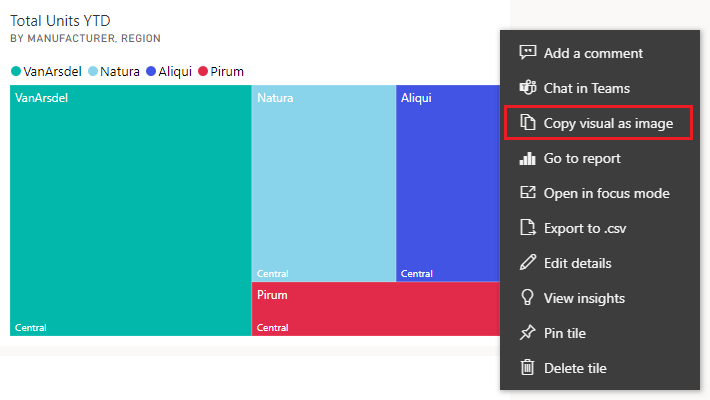 Total Units YTD
BY MANUFACTURER, REGION
VanArsdel Natura Aliqui Pirum
VanArsdel
Central
Natura
Central
Aliqui
Central
Pirum
Central
Add a comment
Chat in Teams
Copy visual as image
Go to report
Open in focus mode
Export to .csv
Edit details
View insights
Pin tile
Delete tile